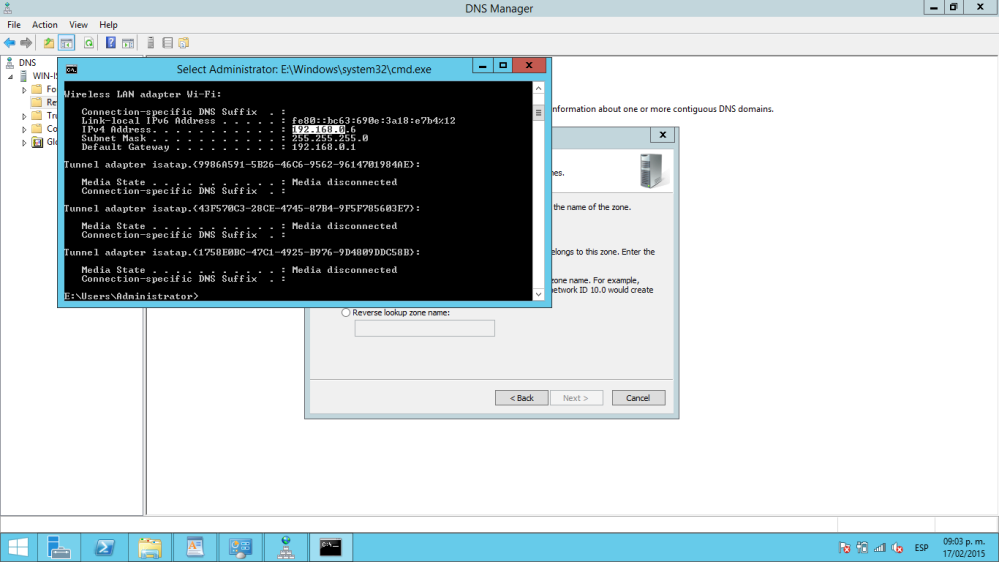 DNS Manager
File Action View Help
DNS
WIN-IS
Fo
Re
Tru
Co
Glo
Select Administrator: E:\Windows\system32\cmd.exe
Wireless LAN adapter Wi-Fi:
Connection-specific DNS Suffix . :
Link-local IPv6 Address . . . . . : fe80::bc63:690e:3a18:e7b4%12
IPv4 Address. . . . . . . . . . . : 192.168.0.6
Subnet Mask . . . . . . . . . . . : 255.255.255.0
Default Gateway . . . . . . . . . : 192.168.0.1
Tunnel adapter isatap.{9986A591-5B26-46C6-9562-9614701984AE}:
Media State . . . . . . . . . . . : Media disconnected
Connection-specific DNS Suffix . :
Tunnel adapter isatap.{43F570C3-28CE-4745-87B4-9F5F785603E7}:
Media State . . . . . . . . . . . : Media disconnected
Connection-specific DNS Suffix . :
Tunnel adapter isatap.{1758E0BC-47C1-4925-B976-9D4809DDC58B}:
Media State . . . . . . . . . . . : Media disconnected
Connection-specific DNS Suffix . :
E:\Users\Administrator>
nformation about one or more contiguous DNS domains.
es.
the name of the zone.
elongs to this zone. Enter the
zone name. For example,
network ID 10.0 would create
Reverse lookup zone name:
< Back Next > Cancel
ESP
09:03 p. m.
17/02/2015